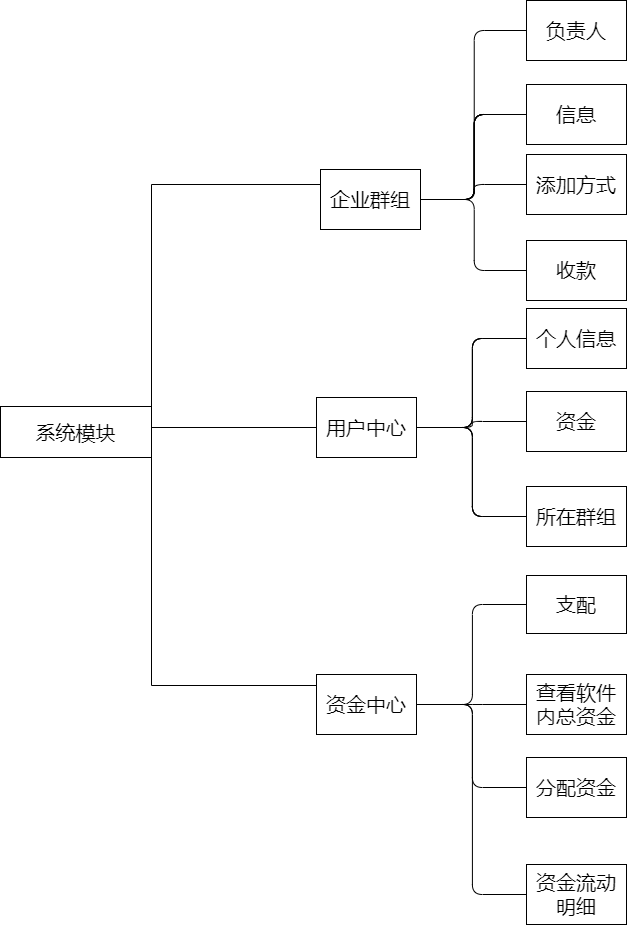 负责人
信息
添加方式
企业群组
收款
个人信息
资金
用户中心
系统模块
所在群组
支配
查看软件
内总资金
资金中心
分配资金
资金流动
明细